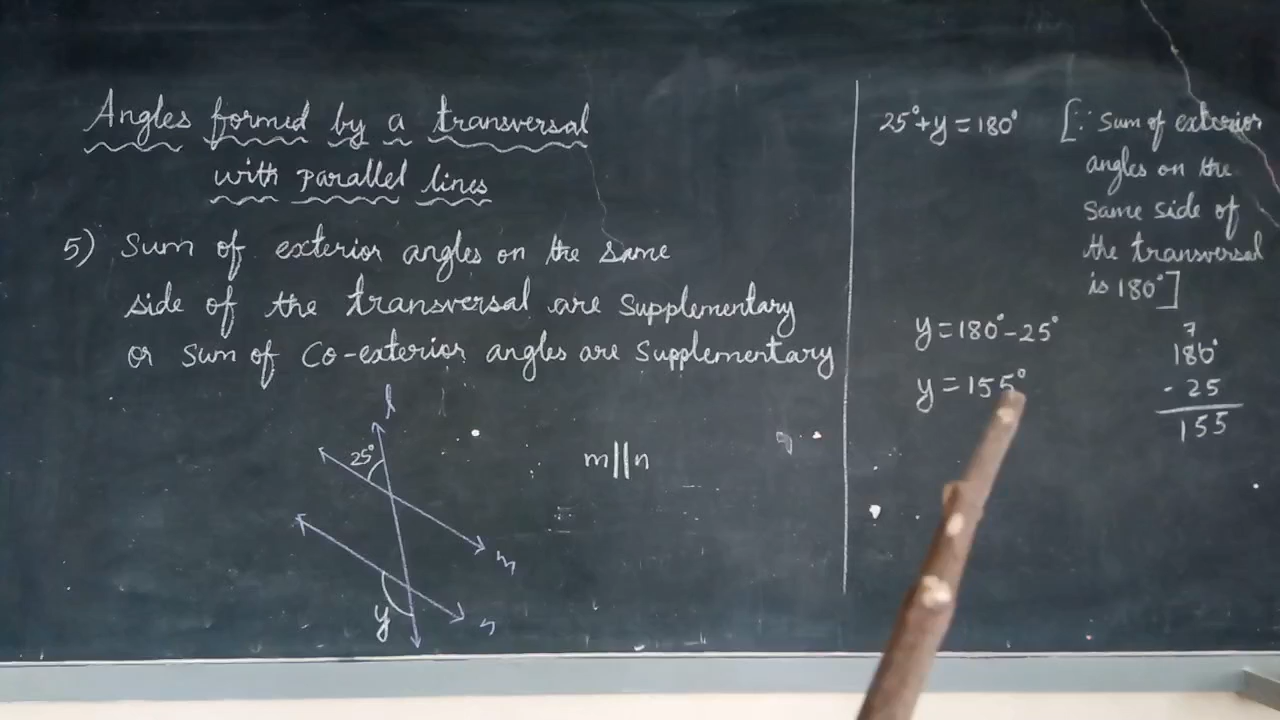 Angles formed by a transversal
with parallel lines
5) Sum of exterior angles on the same
side of the transversal are Supplementary
or Sum of Co-exterior angles are Supplementary
l
25°
m||n
m
n
y
25°+y=180° [∵ Sum of exterior
angles on the
Same side of
the transversal
is 180°]
y=180°-25°
y=155°
7
180°
- 25
155